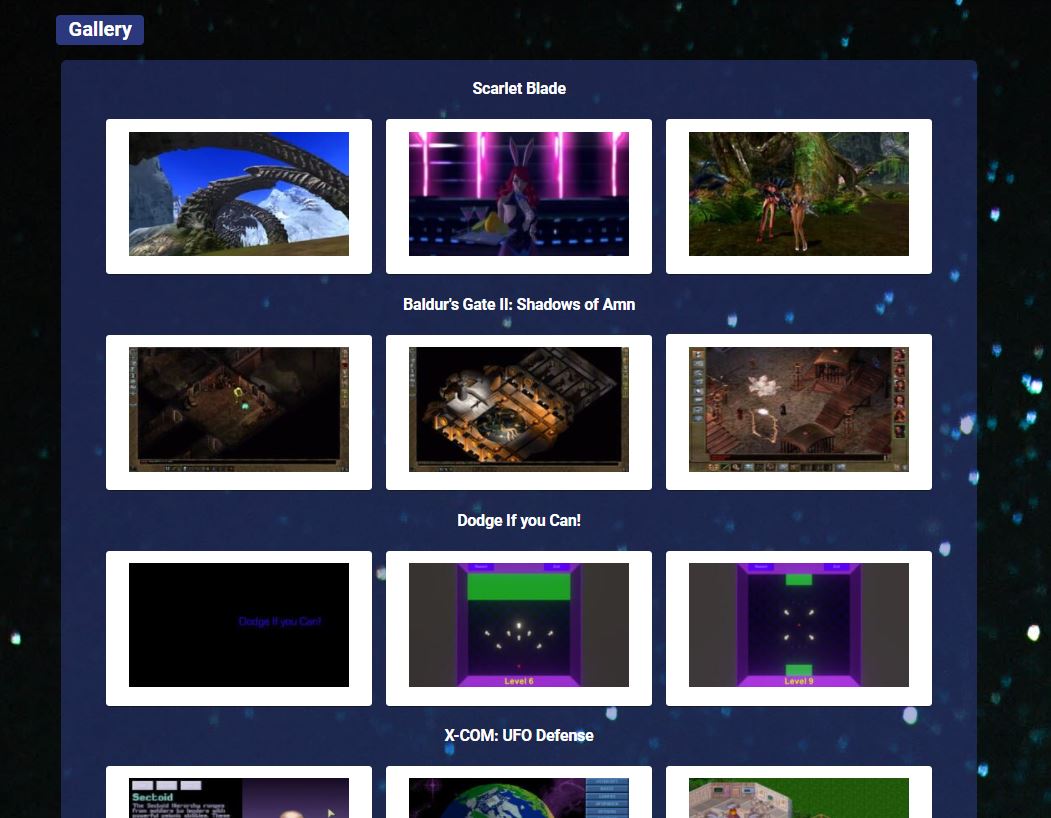 Gallery
Scarlet Blade
Baldur's Gate II: Shadows of Amn
Dodge If you Can!
Dodge If you Can!
Level 6
Level 9
X-COM: UFO Defense
Sectoid
The Sectoid hierarchy ranges
from soldiers to leaders with
powerful psionic abilities. These